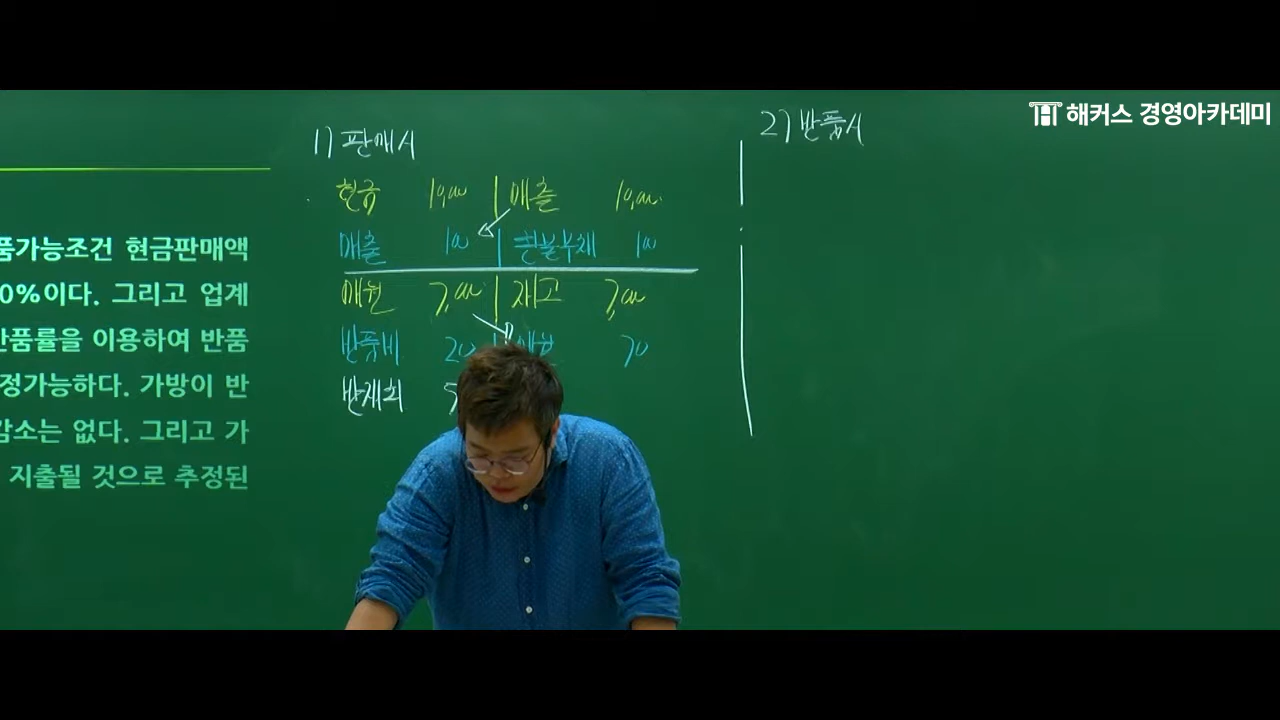 해커스 경영아카데미
품가능조건 현금판매액
0%이다. 그리고 업계
반품률을 이용하여 반품
정가능하다. 가방이 반
감소는 없다. 그리고 가
지출될 것으로 추정된
1) 판매시
현금 10,000 매출 10,000
매출 100 환불부채 100
매원 7,000 재고 7,000
반품비 20 70
반제회
2) 반품시